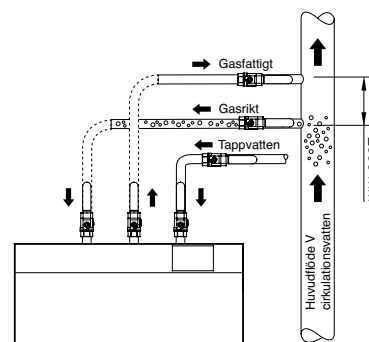 Gasfattigt
Gasrikt
Tappvatten
Huvudflöde V
cirkulationsvatten